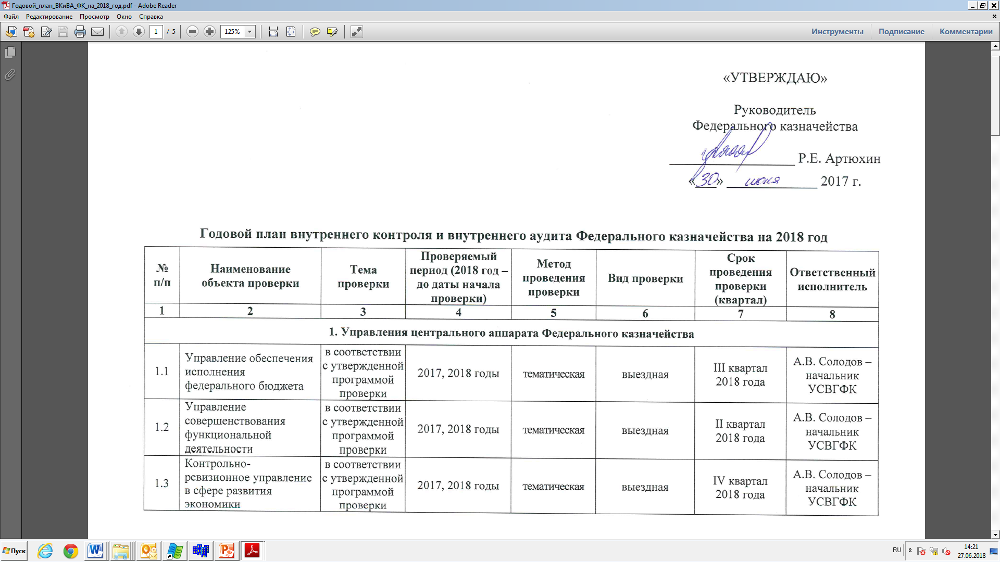 Годовой_план_ВКиВА_ФК_на_2018_год.pdf - Adobe Reader
Файл Редактирование Просмотр Окно Справка
1 / 5 125% Инструменты Подписание Комментарии
«УТВЕРЖДАЮ»
Руководитель
Федерального казначейства
Р.Е. Артюхин
«30» июня 2017 г.
Годовой план внутреннего контроля и внутреннего аудита Федерального казначейства на 2018 год
№
п/п
Наименование
объекта проверки
Тема
проверки
Проверяемый
период (2018 год –
до даты начала
проверки)
Метод
проведения
проверки
Вид проверки
Срок
проведения
проверки
(квартал)
Ответственный
исполнитель
1 2 3 4 5 6 7 8
1. Управления центрального аппарата Федерального казначейства
1.1
Управление обеспечения
исполнения
федерального бюджета
в соответствии
с утвержденной
программой
проверки
2017, 2018 годы
тематическая
выездная
III квартал
2018 года
А.В. Солодов –
начальник
УСВГФК
1.2
Управление
совершенствования
функциональной
деятельности
в соответствии
с утвержденной
программой
проверки
2017, 2018 годы
тематическая
выездная
II квартал
2018 года
А.В. Солодов –
начальник
УСВГФК
1.3
Контрольно-
ревизионное управление
в сфере развития
экономики
в соответствии
с утвержденной
программой
проверки
2017, 2018 годы
тематическая
выездная
IV квартал
2018 года
А.В. Солодов –
начальник
УСВГФК
Пуск
RU
14:21
27.06.2018